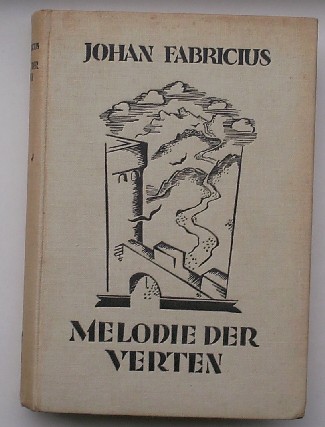 JOHAN FABRICIUS
MELODIE DER
VERTEN